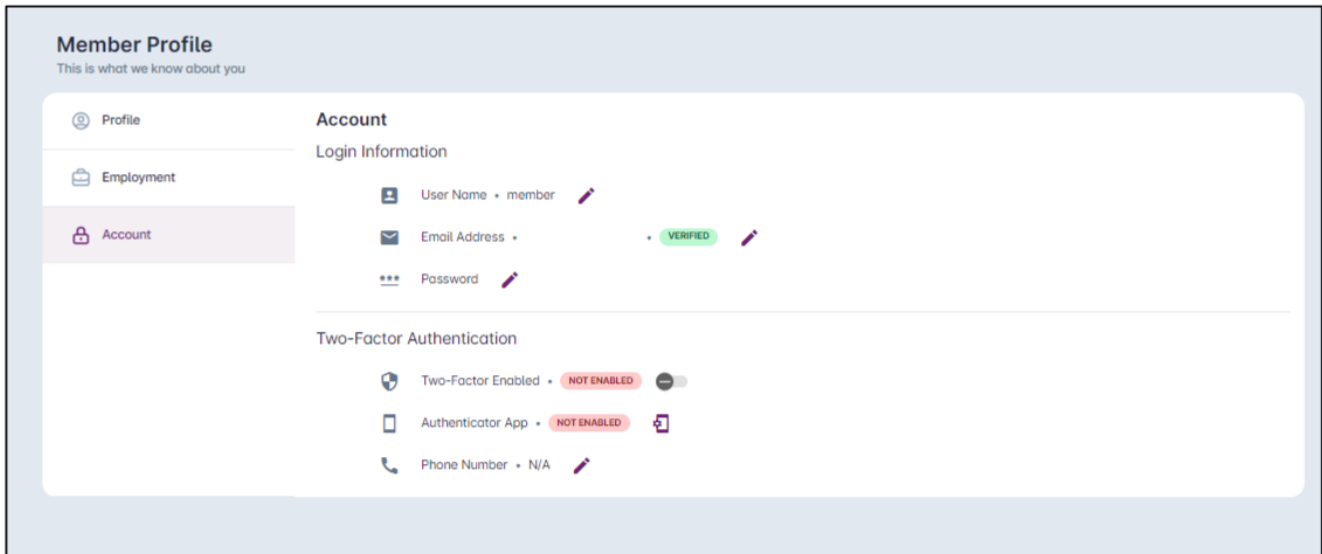 Member Profile
This is what we know about you
Profile
Employment
Account
Account
Login Information
User Name • member
Email Address • • VERIFIED
Password
Two-Factor Authentication
Two-Factor Enabled • NOT ENABLED
Authenticator App • NOT ENABLED
Phone Number • N/A